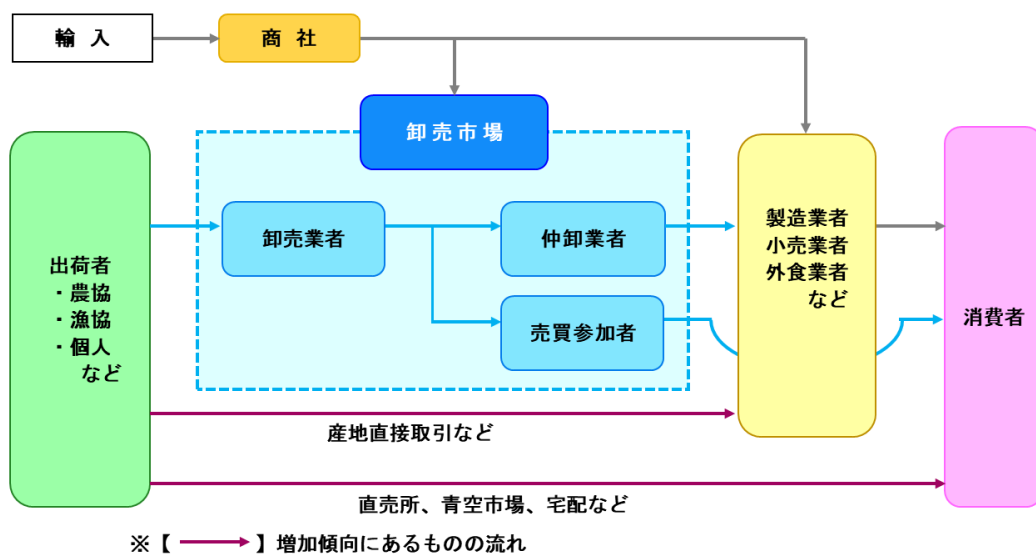 輸 入
商 社
卸売市場
卸売業者
仲卸業者
売買参加者
出荷者
・農協
・漁協
・個人
など
製造業者
小売業者
外食業者
など
消費者
産地直接取引など
直売所、青空市場、宅配など
※【 → 】増加傾向にあるものの流れ